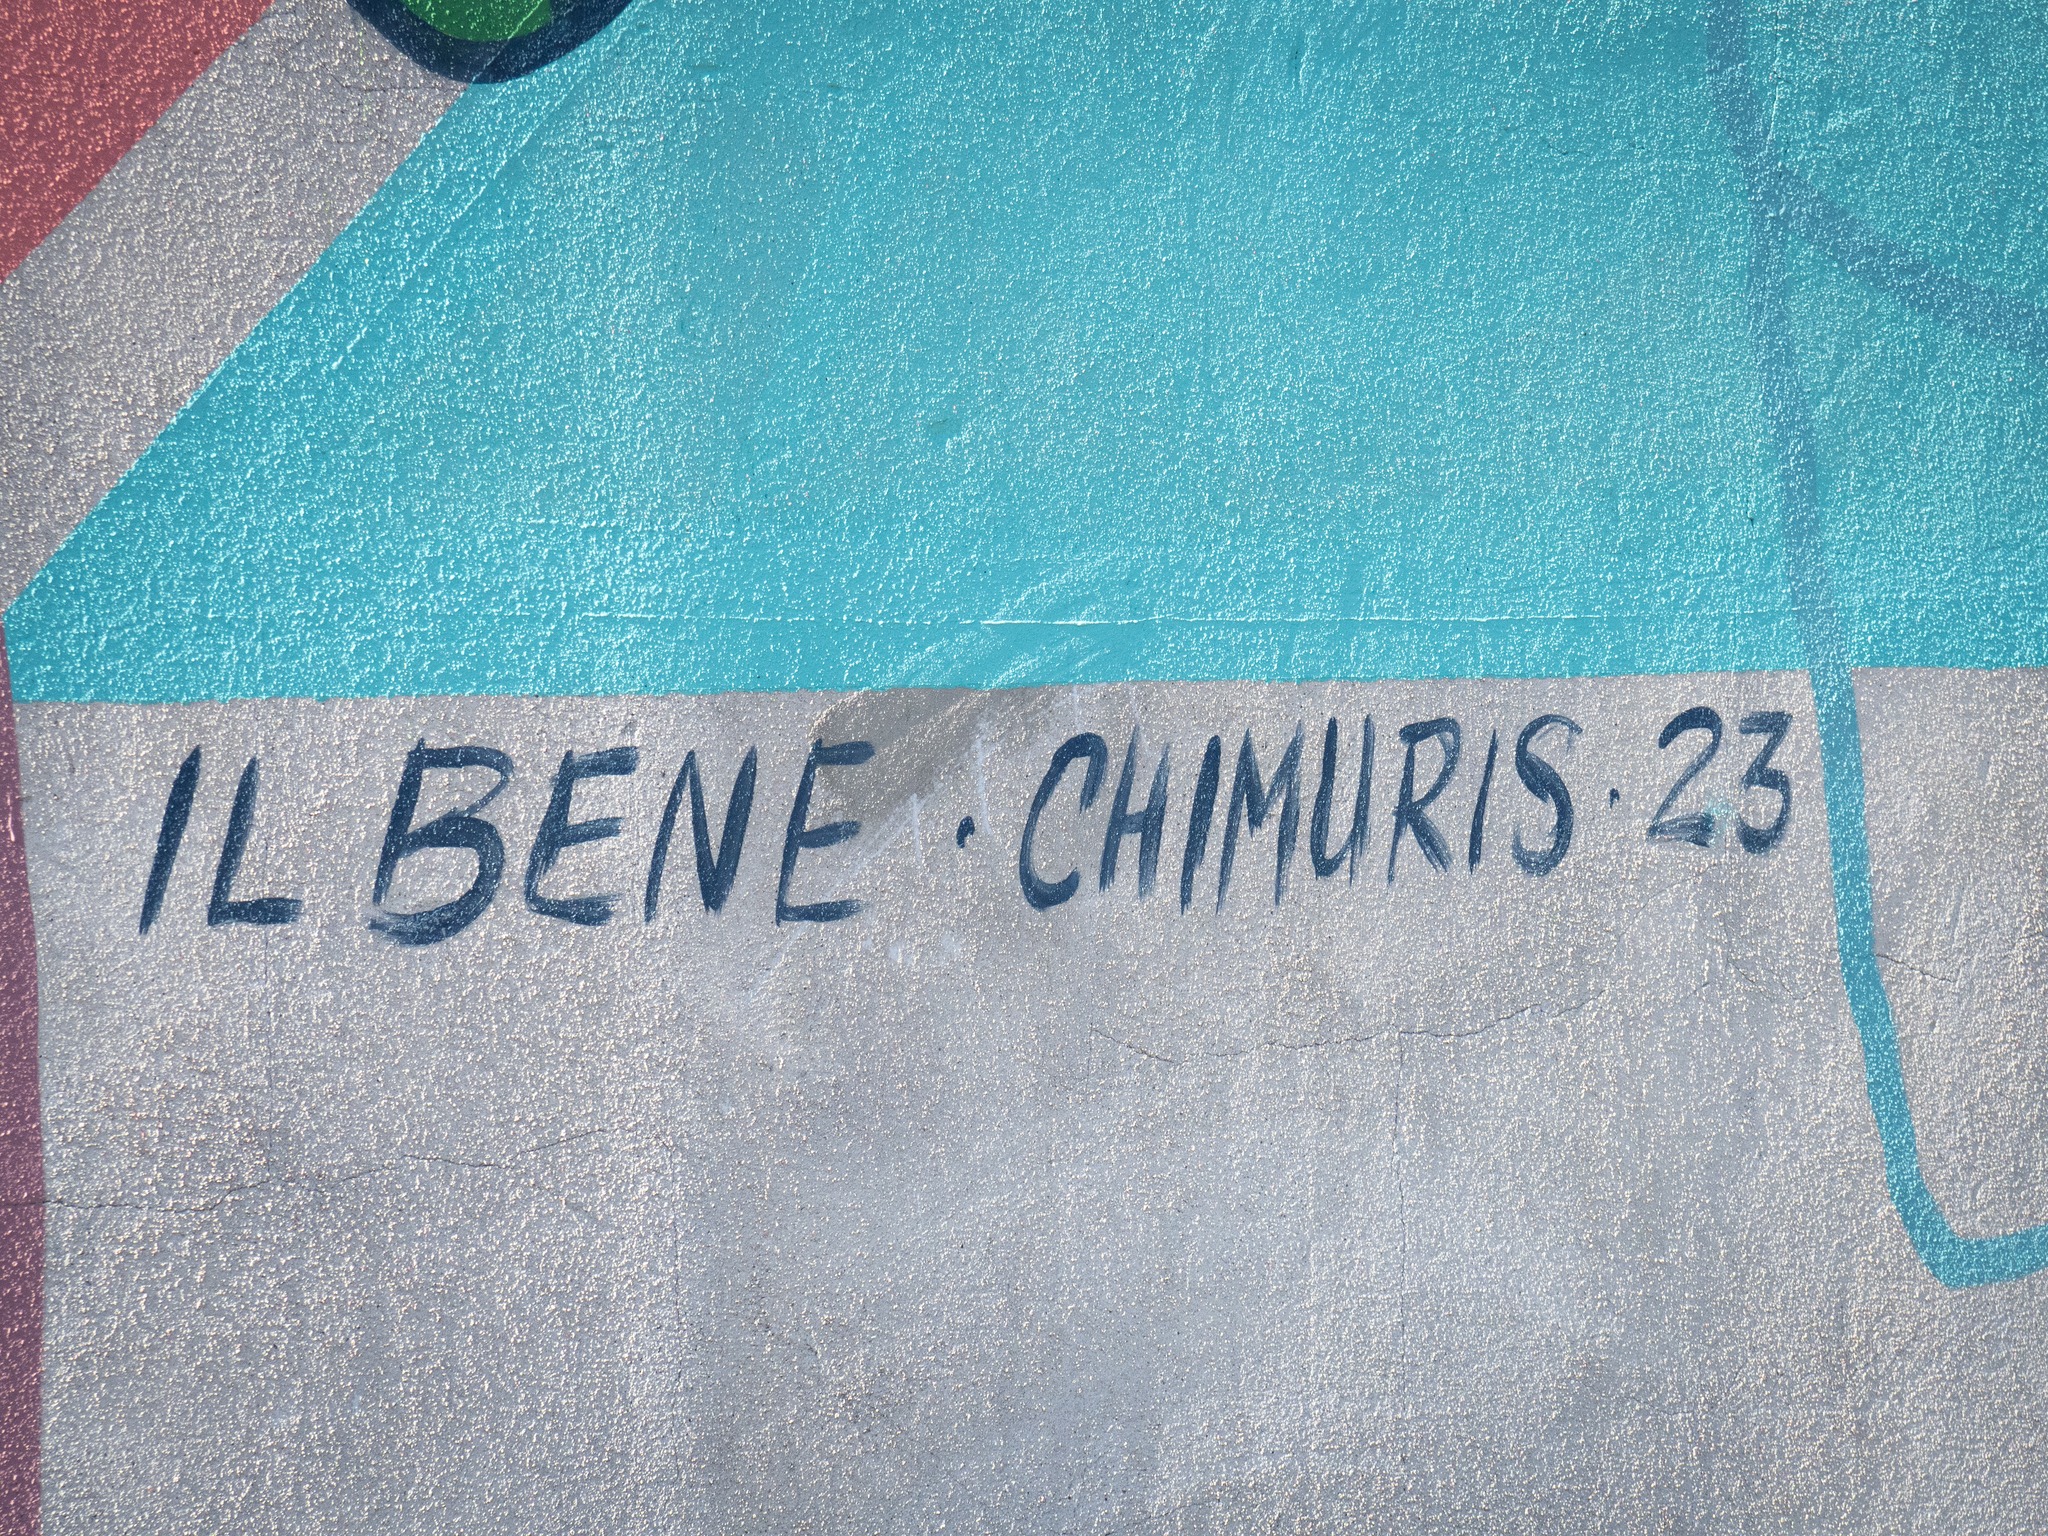 IL BENE · CHIMURIS · 23